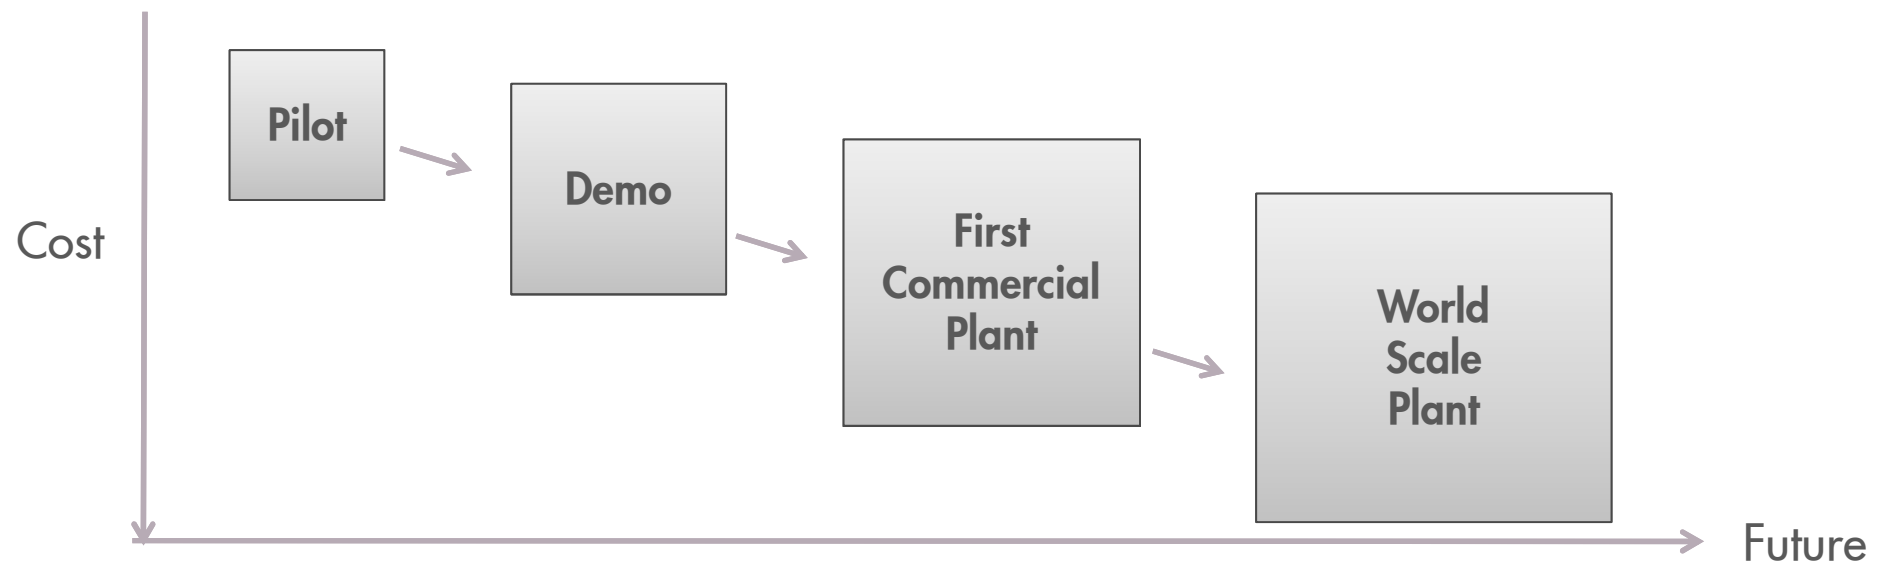 Pilot
Demo
First
Commercial
Plant
World
Scale
Plant
Cost
Future